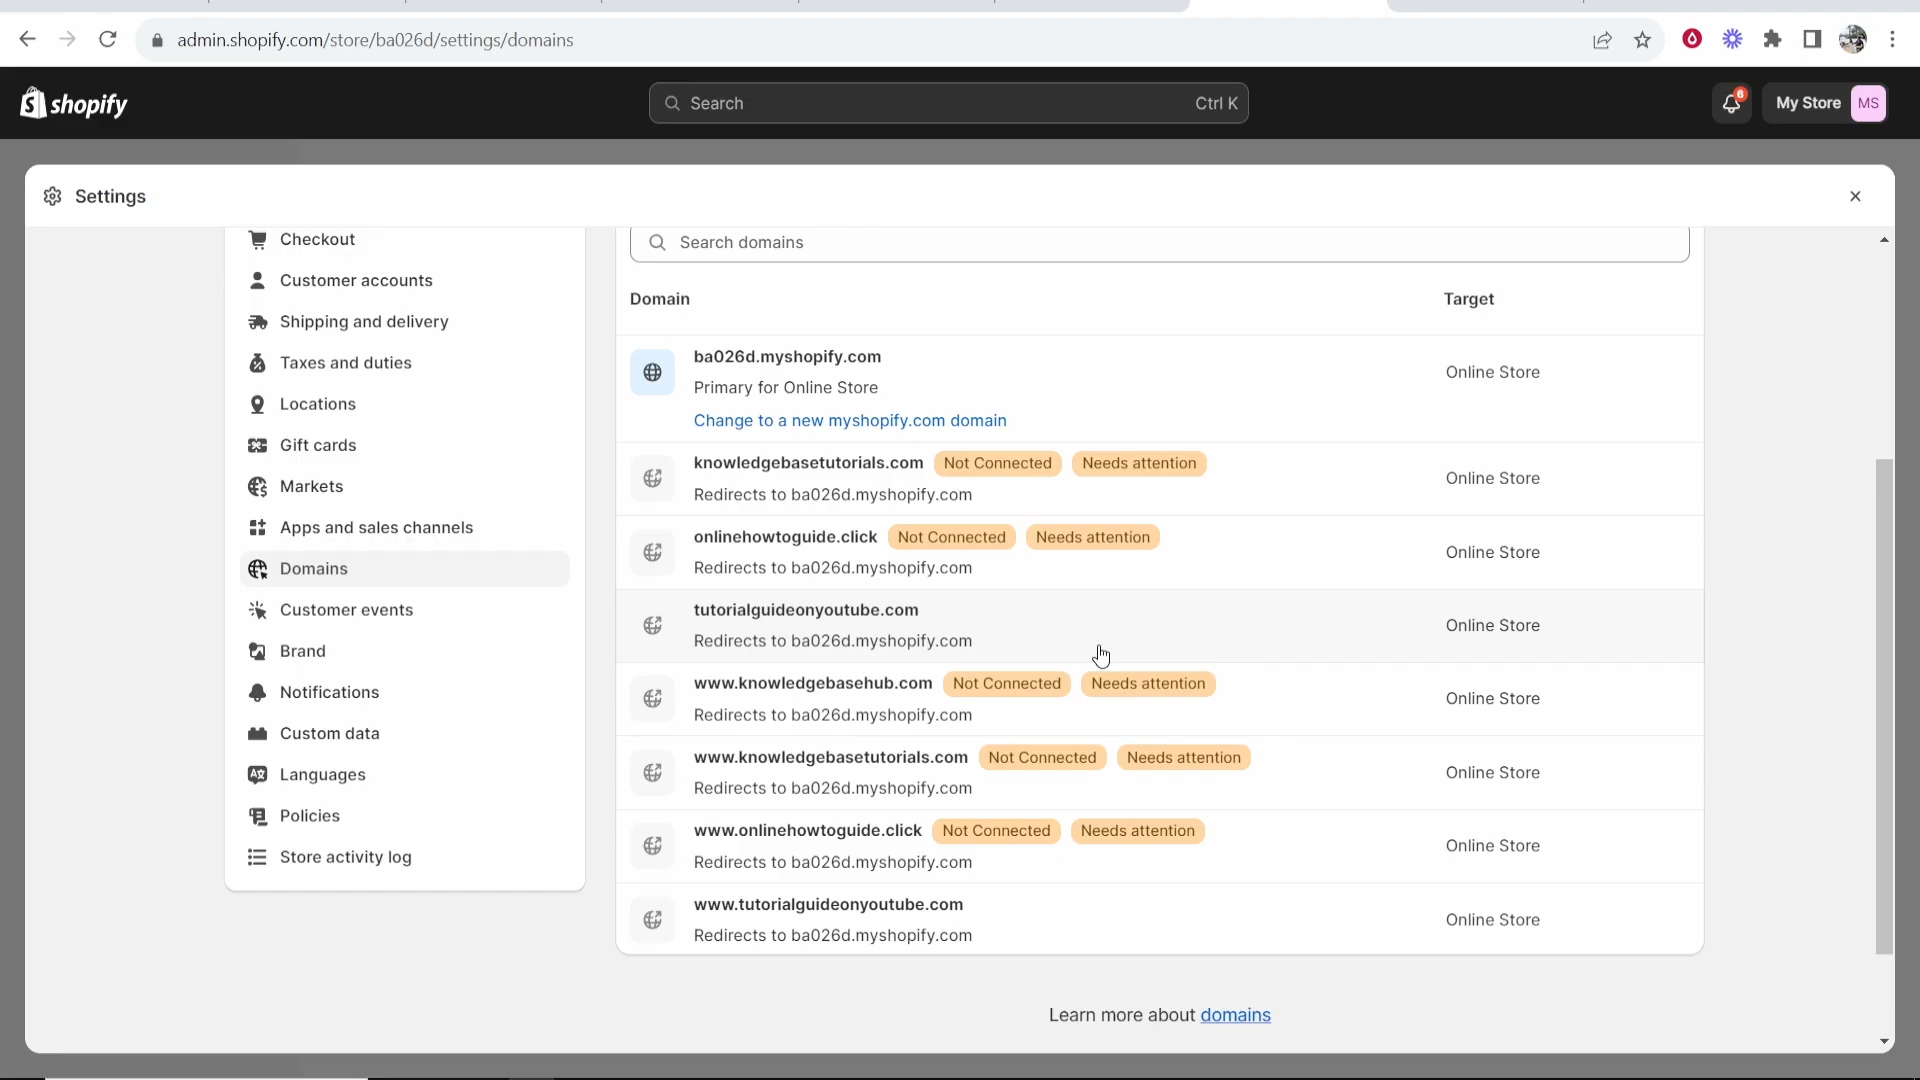 admin.shopify.com/store/ba026d/settings/domains
shopify
Search
Ctrl K
6
My Store
MS
Settings
Checkout
Customer accounts
Shipping and delivery
Taxes and duties
Locations
Gift cards
Markets
Apps and sales channels
Domains
Customer events
Brand
Notifications
Custom data
Languages
Policies
Store activity log
Search domains
Domain
Target
ba026d.myshopify.com
Primary for Online Store
Change to a new myshopify.com domain
Online Store
knowledgebasetutorials.com Not Connected Needs attention
Redirects to ba026d.myshopify.com
Online Store
onlinehowtoguide.click Not Connected Needs attention
Redirects to ba026d.myshopify.com
Online Store
tutorialguideonyoutube.com
Redirects to ba026d.myshopify.com
Online Store
www.knowledgebasehub.com Not Connected Needs attention
Redirects to ba026d.myshopify.com
Online Store
www.knowledgebasetutorials.com Not Connected Needs attention
Redirects to ba026d.myshopify.com
Online Store
www.onlinehowtoguide.click Not Connected Needs attention
Redirects to ba026d.myshopify.com
Online Store
www.tutorialguideonyoutube.com
Redirects to ba026d.myshopify.com
Online Store
Learn more about domains